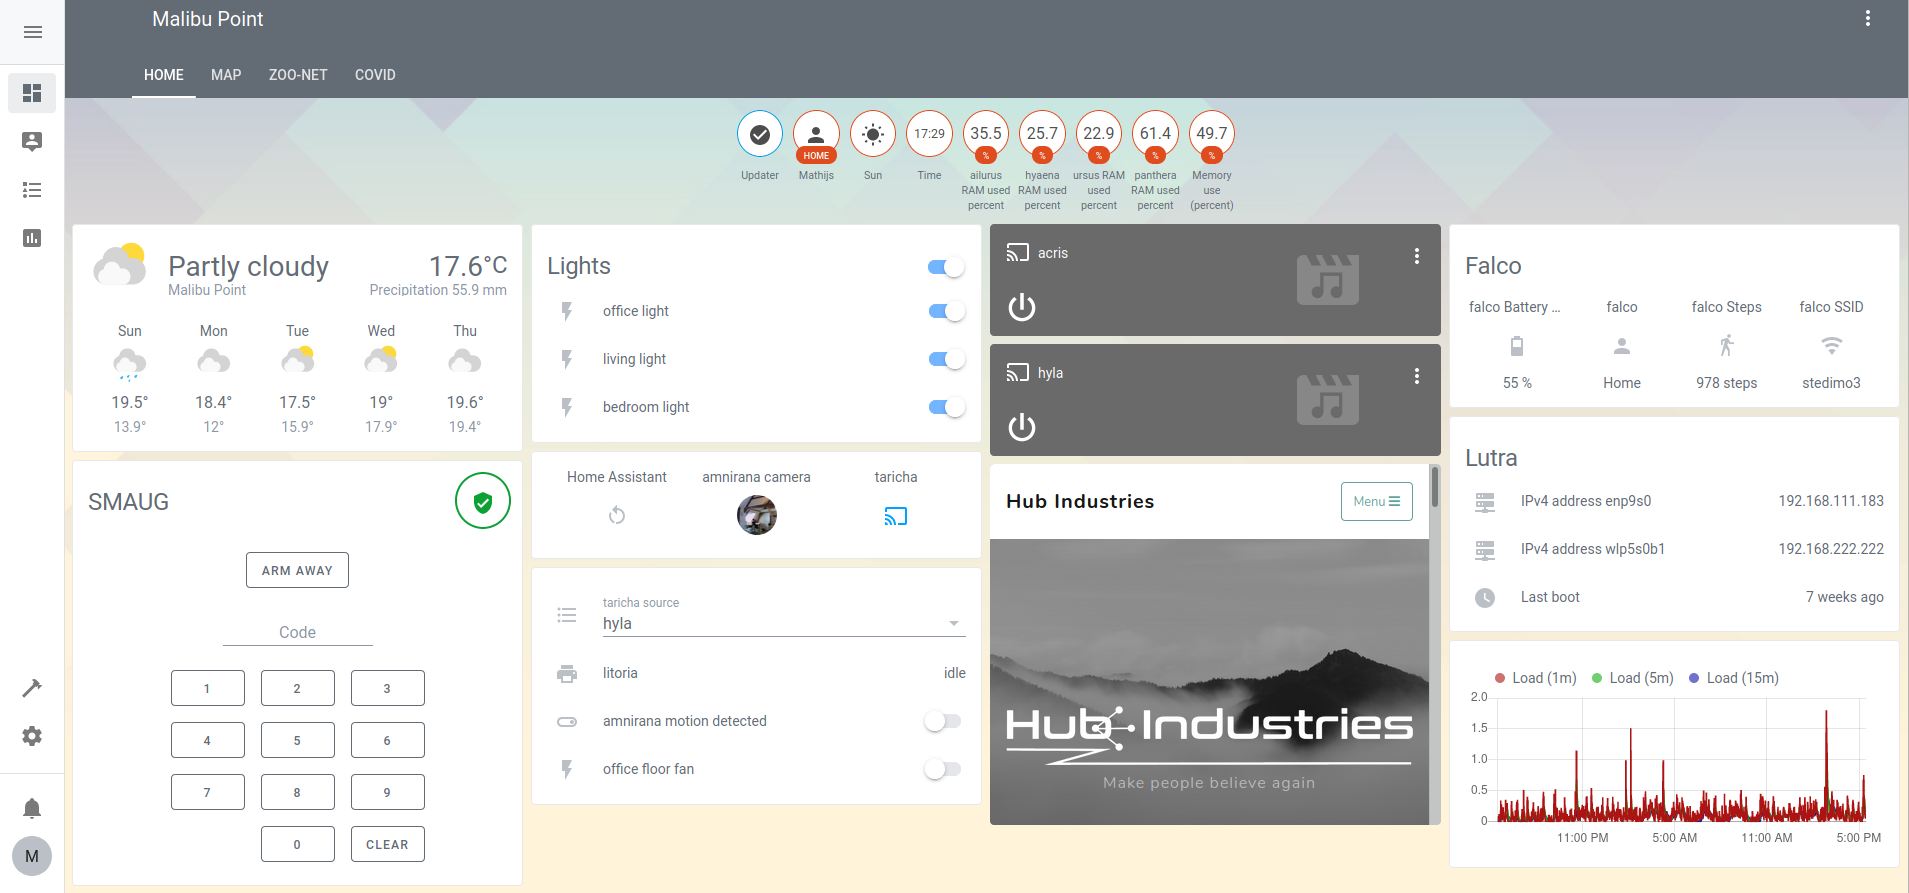 Malibu Point
HOME MAP ZOO-NET COVID
17:29 35.5 25.7 22.9 61.4 49.7
HOME % % % % %
Updater Mathijs Sun Time ailurus RAM used percent hyaena RAM used percent ursus RAM used percent panthera RAM used percent Memory use (percent)
Partly cloudy 17.6°C
Malibu Point Precipitation 55.9 mm
Sun Mon Tue Wed Thu
19.5° 18.4° 17.5° 19° 19.6°
13.9° 12° 15.9° 17.9° 19.4°
SMAUG
ARM AWAY
Code
1 2 3
4 5 6
7 8 9
0 CLEAR
M
Lights
office light
living light
bedroom light
Home Assistant amnirana camera taricha
taricha source
hyla
litoria idle
amnirana motion detected
office floor fan
acris
hyla
Hub Industries Menu
Hub Industries
Make people believe again
Falco
falco Battery ... falco falco Steps falco SSID
55 % Home 978 steps stedimo3
Lutra
IPv4 address enp9s0 192.168.111.183
IPv4 address wlp5s0b1 192.168.222.222
Last boot 7 weeks ago
Load (1m) Load (5m) Load (15m)
2.0
1.5
1.0
0.5
0
11:00 PM 5:00 AM 11:00 AM 5:00 PM